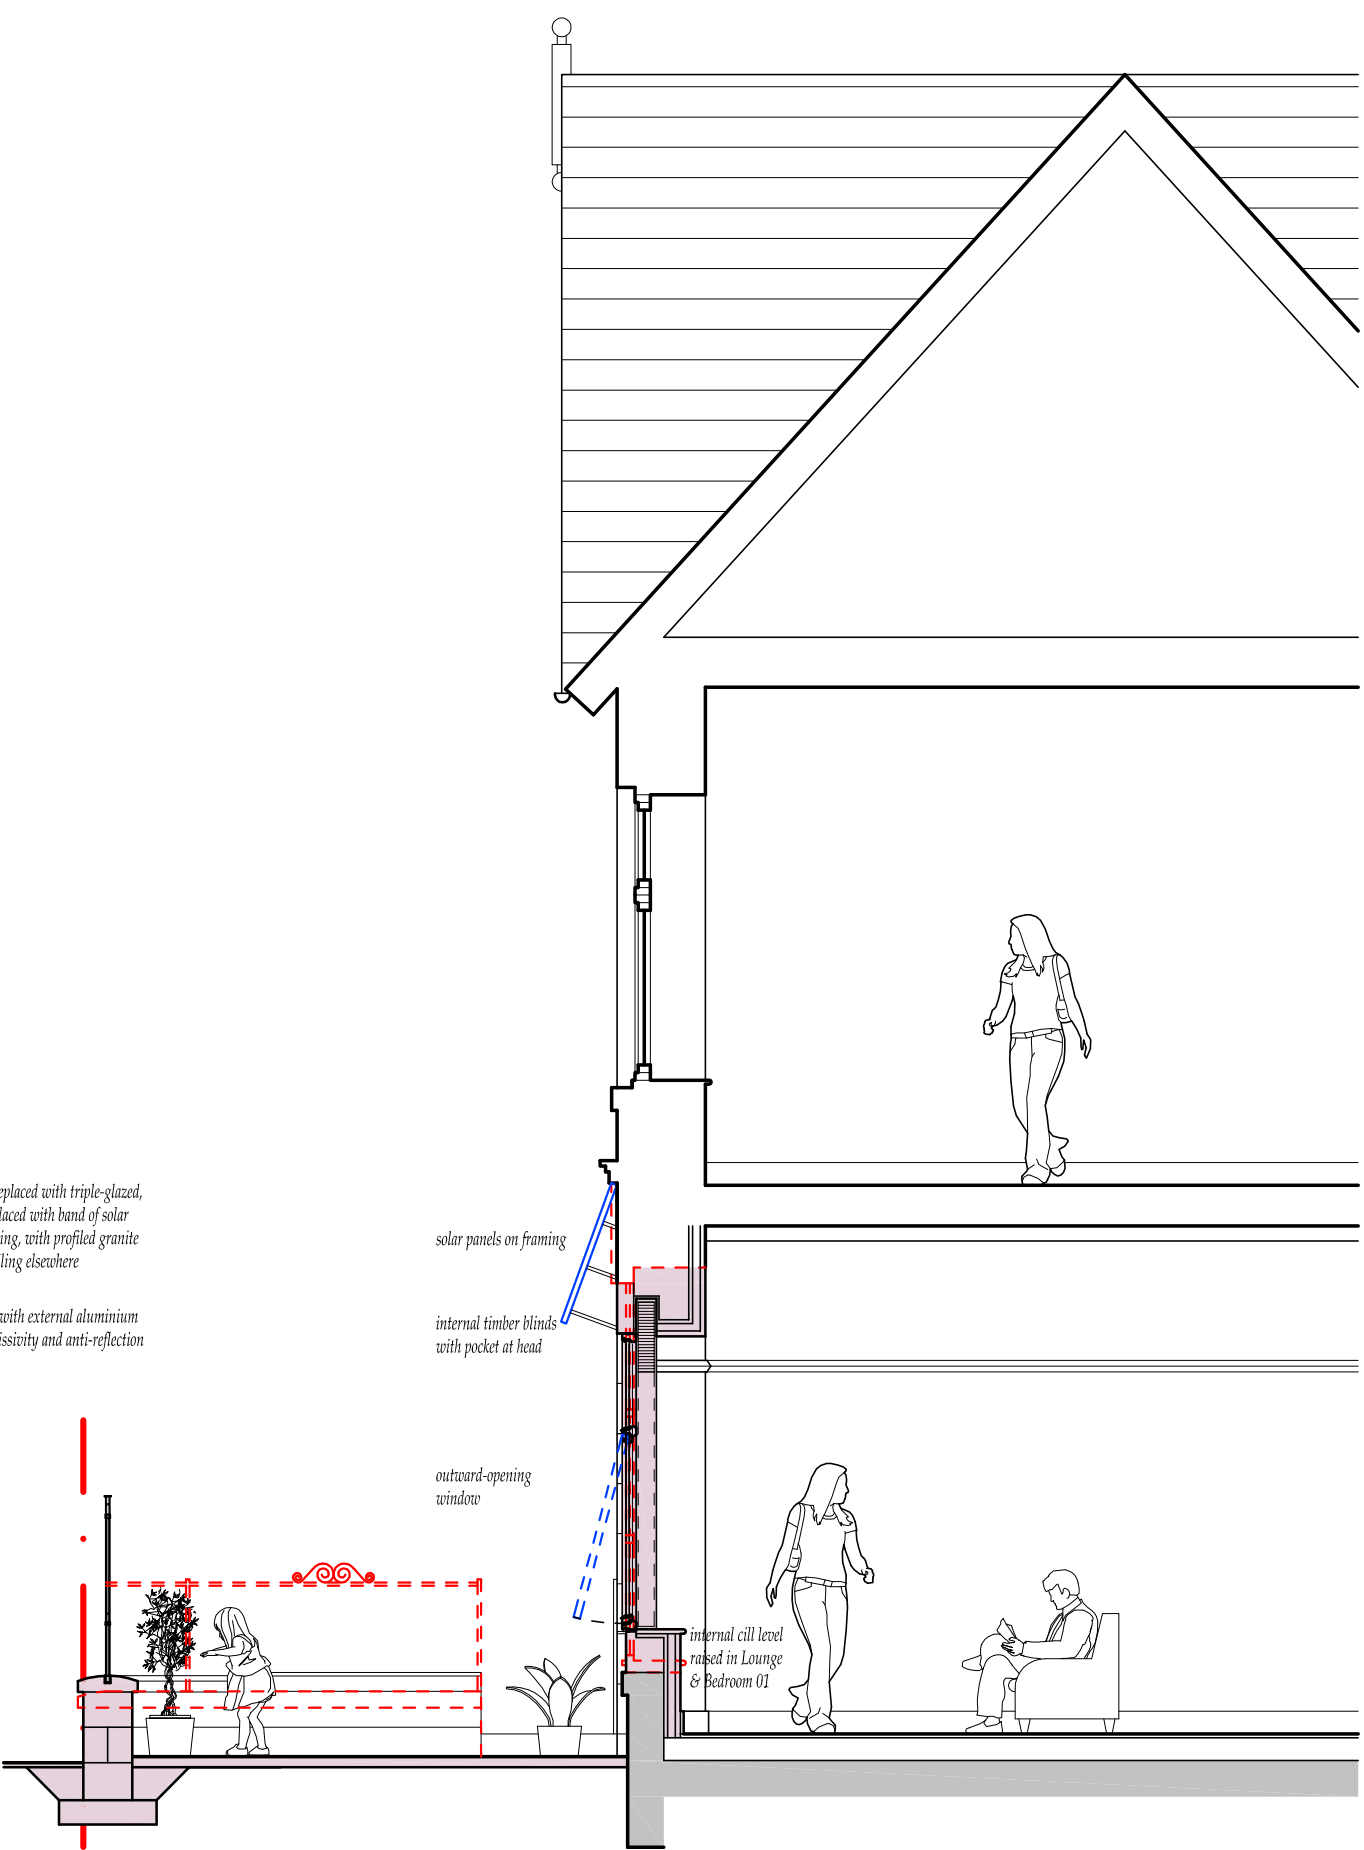 eplaced with triple-glazed,
laced with band of solar
ing, with profiled granite
ling elsewhere
with external aluminium
issivity and anti-reflection
solar panels on framing
internal timber blinds
with pocket at head
outward-opening
window
internal cill level
raised in Lounge
& Bedroom 01